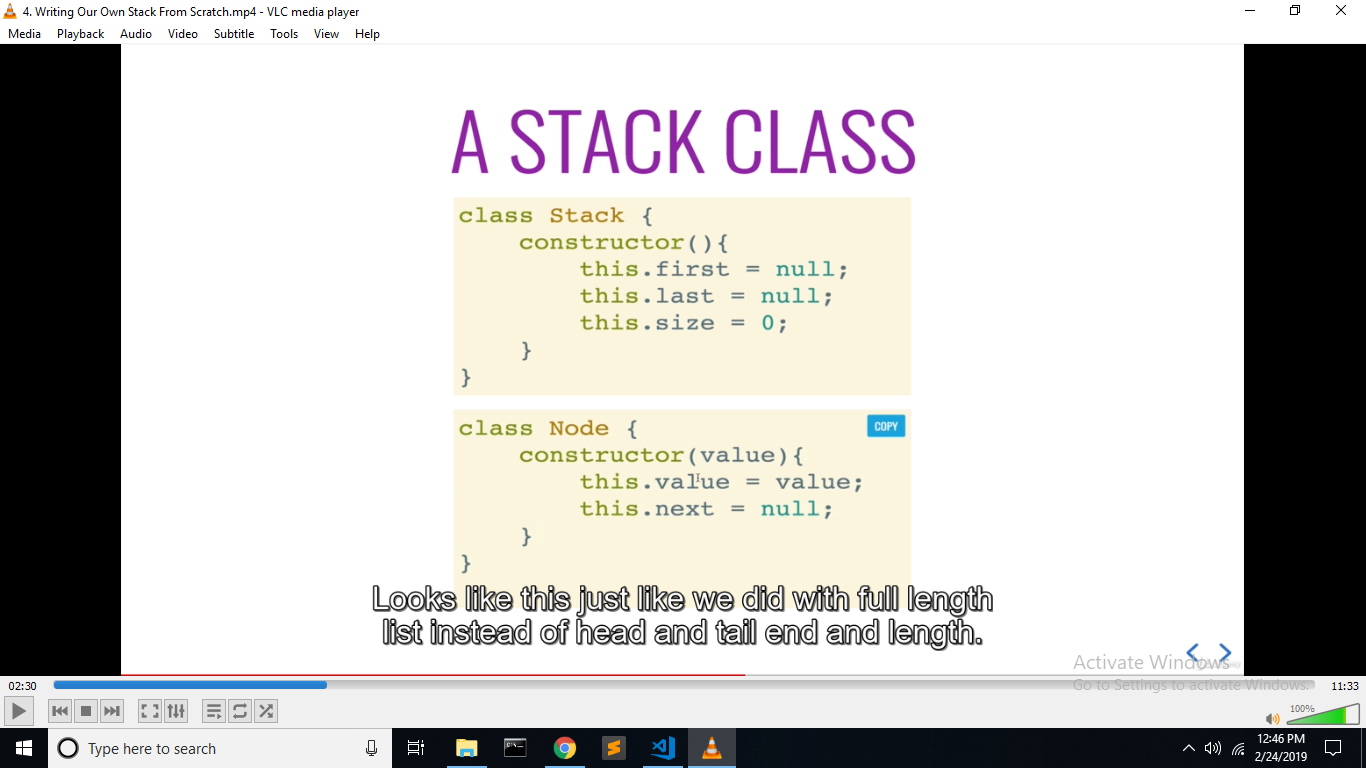 4. Writing Our Own Stack From Scratch.mp4 - VLC media player
Media Playback Audio Video Subtitle Tools View Help
A STACK CLASS
class Stack {
constructor(){
this.first = null;
this.last = null;
this.size = 0;
}
}
COPY
class Node {
constructor(value){
this.value = value;
this.next = null;
}
}
Looks like this just like we did with full length
list instead of head and tail end and length.
Activate Windows
Go to Settings to activate Windows.
02:30
11:33
100%
Type here to search
12:46 PM
2/24/2019